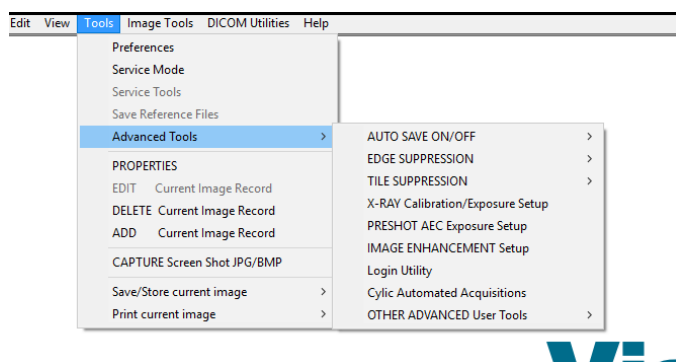 Edit View Tools Image Tools DICOM Utilities Help
Preferences
Service Mode
Service Tools
Save Reference Files
Advanced Tools
PROPERTIES
EDIT Current Image Record
DELETE Current Image Record
ADD Current Image Record
CAPTURE Screen Shot JPG/BMP
Save/Store current image
Print current image
AUTO SAVE ON/OFF
EDGE SUPPRESSION
TILE SUPPRESSION
X-RAY Calibration/Exposure Setup
PRESHOT AEC Exposure Setup
IMAGE ENHANCEMENT Setup
Login Utility
Cylic Automated Acquisitions
OTHER ADVANCED User Tools